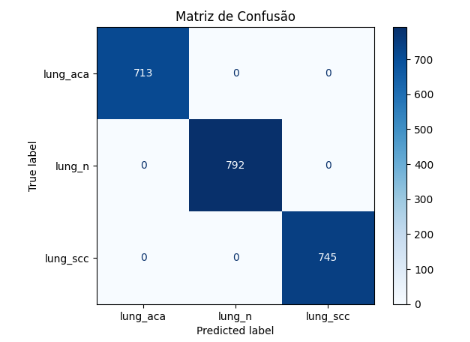 Matriz de Confusão
True label
lung_aca
713 0 0
lung_n
0 792 0
lung_scc
0 0 745
lung_aca lung_n lung_scc
Predicted label
700
600
500
400
300
200
100
0